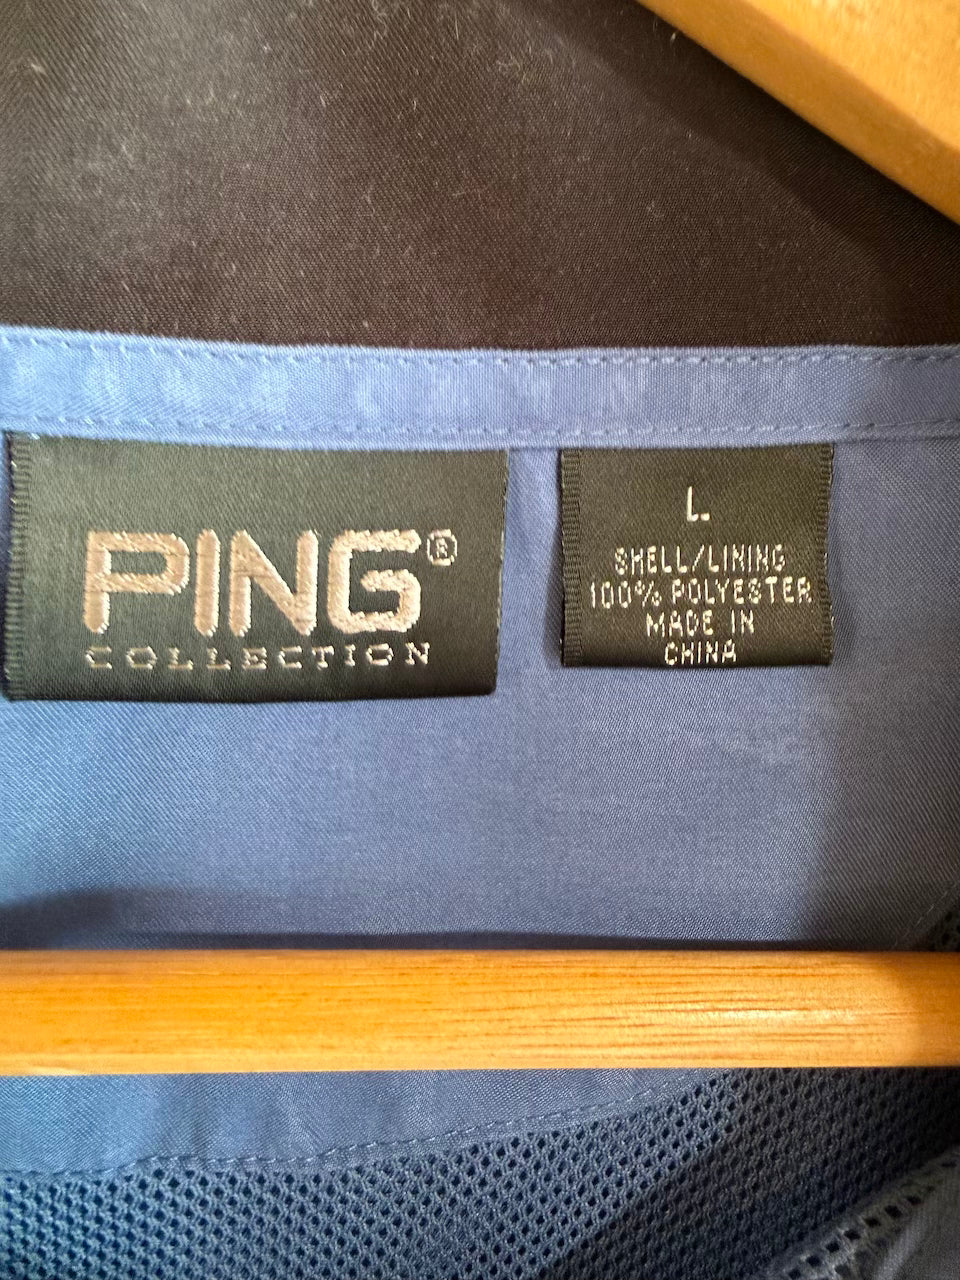 PING®
COLLECTION
L
SHELL/LINING
100% POLYESTER
MADE IN
CHINA